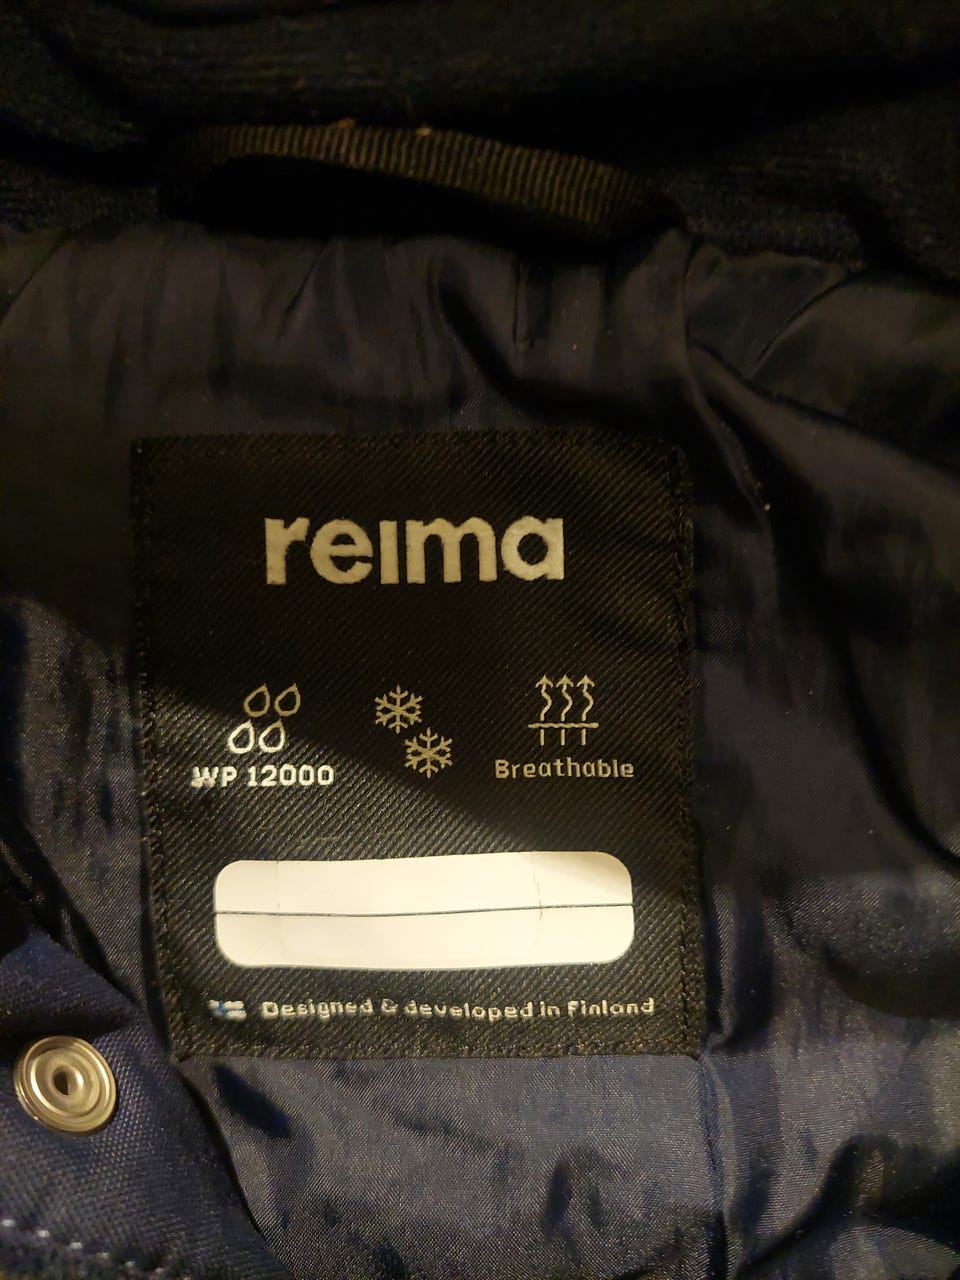 reima
WP 12000
Breathable
Designed & developed in Finland